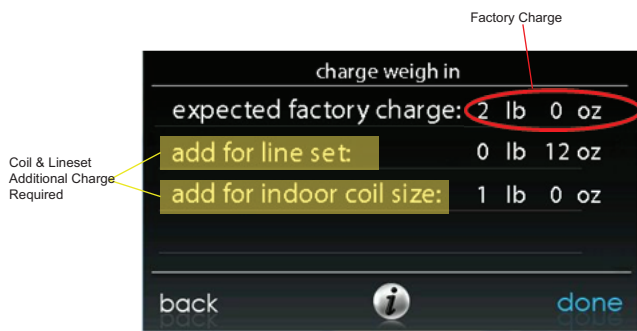 Factory Charge
charge weigh in
expected factory charge: 2 lb 0 oz
Coil & Lineset
Additional Charge
Required
add for line set: 0 lb 12 oz
add for indoor coil size: 1 lb 0 oz
back i done